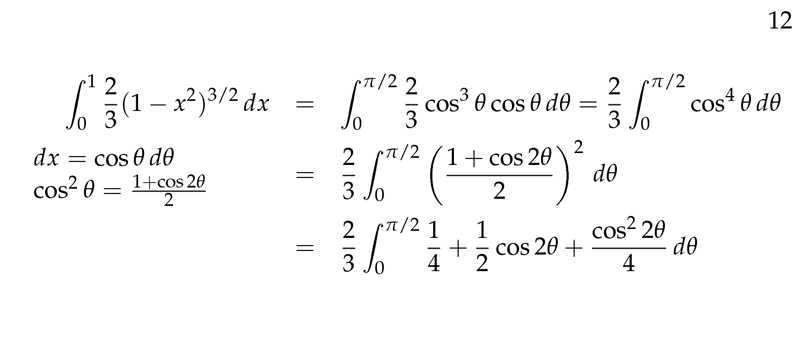 12
∫₀¹ 2/3 (1 − x²)^{3/2} dx = ∫₀^{π/2} 2/3 cos³ θ cos θ dθ = 2/3 ∫₀^{π/2} cos⁴ θ dθ
dx = cos θ dθ
cos² θ = (1+cos 2θ)/2
= 2/3 ∫₀^{π/2} ((1 + cos 2θ)/2)² dθ
= 2/3 ∫₀^{π/2} 1/4 + 1/2 cos 2θ + (cos² 2θ)/4 dθ